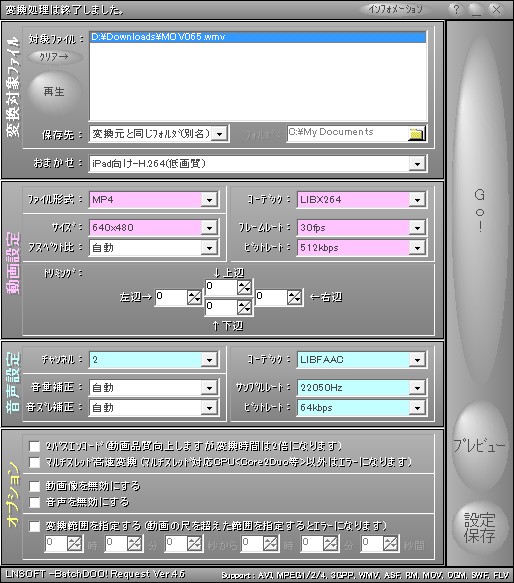 変換処理は終了しました。
インフォメーション
?
変換対象ファイル
対象ファイル：
D:¥Downloads¥MOV065.wmv
クリアー→
再生
保存先：
変換元と同じフォルダ(別名)
フォルダ：
C:¥My Documents
おまかせ：
iPad向け-H.264(低画質)
動画設定
ファイル形式：
MP4
コーデック：
LIBX264
サイズ：
640x480
フレームレート：
30fps
アスペクト比：
自動
ビットレート：
512kbps
トリミング：
↓上辺
左辺→
0
0
0
0
←右辺
↑下辺
音声設定
チャンネル：
2
コーデック：
LIBFAAC
音量補正：
自動
サンプルレート：
22050Hz
音ズレ補正：
自動
ビットレート：
64kbps
オプション
2パスエンコード(動画品質向上しますが変換時間は2倍になります)
マルチスレッド高速変換(マルチスレッド対応CPU<Core2Duo等>以外はエラーになります)
動画像を無効にする
音声を無効にする
変換範囲を指定する(動画の尺を超えた範囲を指定するとエラーになります)
0 時 0 分 0 秒から 0 時 0 分 0 秒間
Go!
プレビュー
設定
保存
LNSOFT -BatchDOO! Request Ver4.6
Support: AVI, MPEG1/2/4, 3GPP, WMV, ASF, RM, MOV, OGM, SWF, FLV